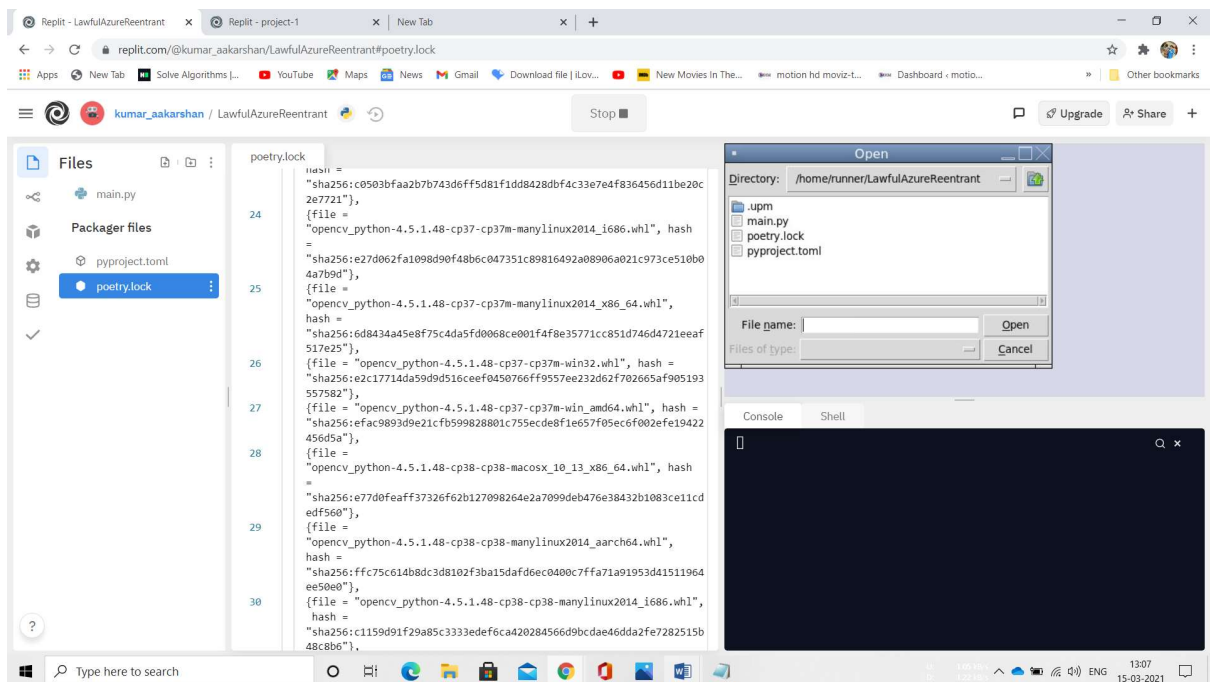 Replit - LawfulAzureReentrant
Replit - project-1
New Tab
replit.com/@kumar_aakarshan/LawfulAzureReentrant#poetry.lock
Apps New Tab Solve Algorithms |... YouTube Maps News Gmail Download file | iLov... New Movies In The... motion hd moviz-t... Dashboard ‹ motio... » Other bookmarks
kumar_aakarshan / LawfulAzureReentrant
Stop
Upgrade
Share
Files
main.py
Packager files
pyproject.toml
poetry.lock
?
poetry.lock
hash =
"sha256:c0503bfaa2b7b743d6ff5d81f1dd8428dbf4c33e7e4f836456d11be20c
2e7721"},
24 {file =
"opencv_python-4.5.1.48-cp37-cp37m-manylinux2014_i686.whl", hash
=
"sha256:e27d062fa1098d90f48b6c047351c89816492a08906a021c973ce510b0
4a7b9d"},
25 {file =
"opencv_python-4.5.1.48-cp37-cp37m-manylinux2014_x86_64.whl",
hash =
"sha256:6d8434a45e8f75c4da5fd0068ce001f4f8e35771cc851d746d4721eeaf
517e25"},
26 {file = "opencv_python-4.5.1.48-cp37-cp37m-win32.whl", hash =
"sha256:e2c17714da59d9d516ceef0450766ff9557ee232d62f702665af905193
557582"},
27 {file = "opencv_python-4.5.1.48-cp37-cp37m-win_amd64.whl", hash =
"sha256:efac9893d9e21cfb599828801c755ecde8f1e657f05ec6f002efe19422
456d5a"},
28 {file =
"opencv_python-4.5.1.48-cp38-cp38-macosx_10_13_x86_64.whl", hash
=
"sha256:e77d0feaff37326f62b127098264e2a7099deb476e38432b1083ce11cd
edf560"},
29 {file =
"opencv_python-4.5.1.48-cp38-cp38-manylinux2014_aarch64.whl",
hash =
"sha256:ffc75c614b8dc3d8102f3ba15dafd6ec0400c7ffa71a91953d41511964
ee50e0"},
30 {file = "opencv_python-4.5.1.48-cp38-cp38-manylinux2014_i686.whl",
hash =
"sha256:c1159d91f29a85c3333edef6ca420284566d9bcdae46dda2fe7282515b
48c8b6"},
Open
Directory: /home/runner/LawfulAzureReentrant
.upm
main.py
poetry.lock
pyproject.toml
File name:
Open
Files of type:
Cancel
Console
Shell
Type here to search
ENG
13:07
15-03-2021